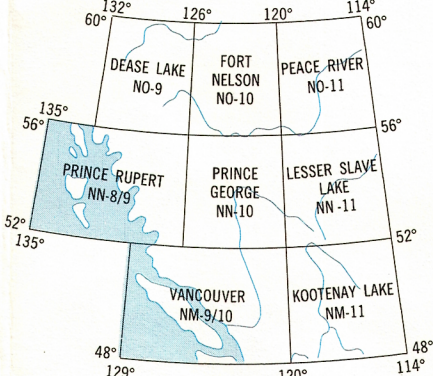 132° 126° 120° 114°
60° 60°
DEASE LAKE
NO-9
FORT
NELSON
NO-10
PEACE RIVER
NO-11
135°
56° 56°
PRINCE RUPERT
NN-8/9
PRINCE
GEORGE
NN-10
LESSER SLAVE
LAKE
NN-11
52° 52°
135°
VANCOUVER
NM-9/10
KOOTENAY LAKE
NM-11
48° 48°
129° 120° 114°